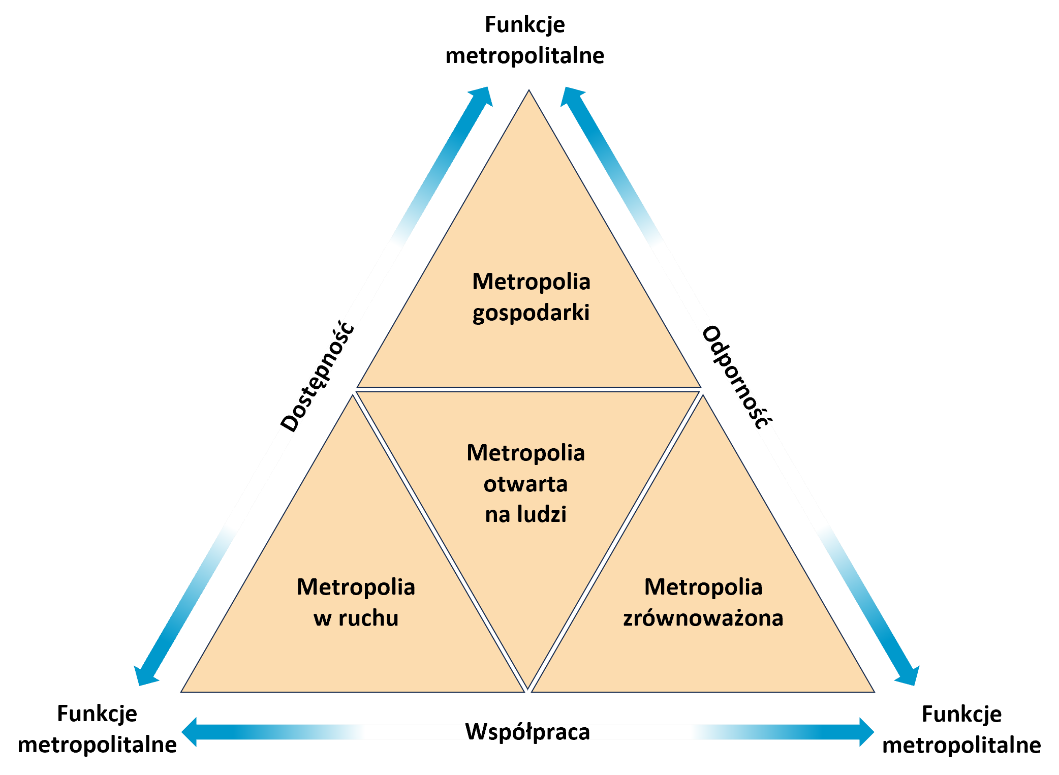 Funkcje
metropolitalne
Metropolia
gospodarki
Dostępność
Odporność
Metropolia
otwarta
na ludzi
Metropolia
w ruchu
Metropolia
zrównoważona
Funkcje
metropolitalne
Współpraca
Funkcje
metropolitalne